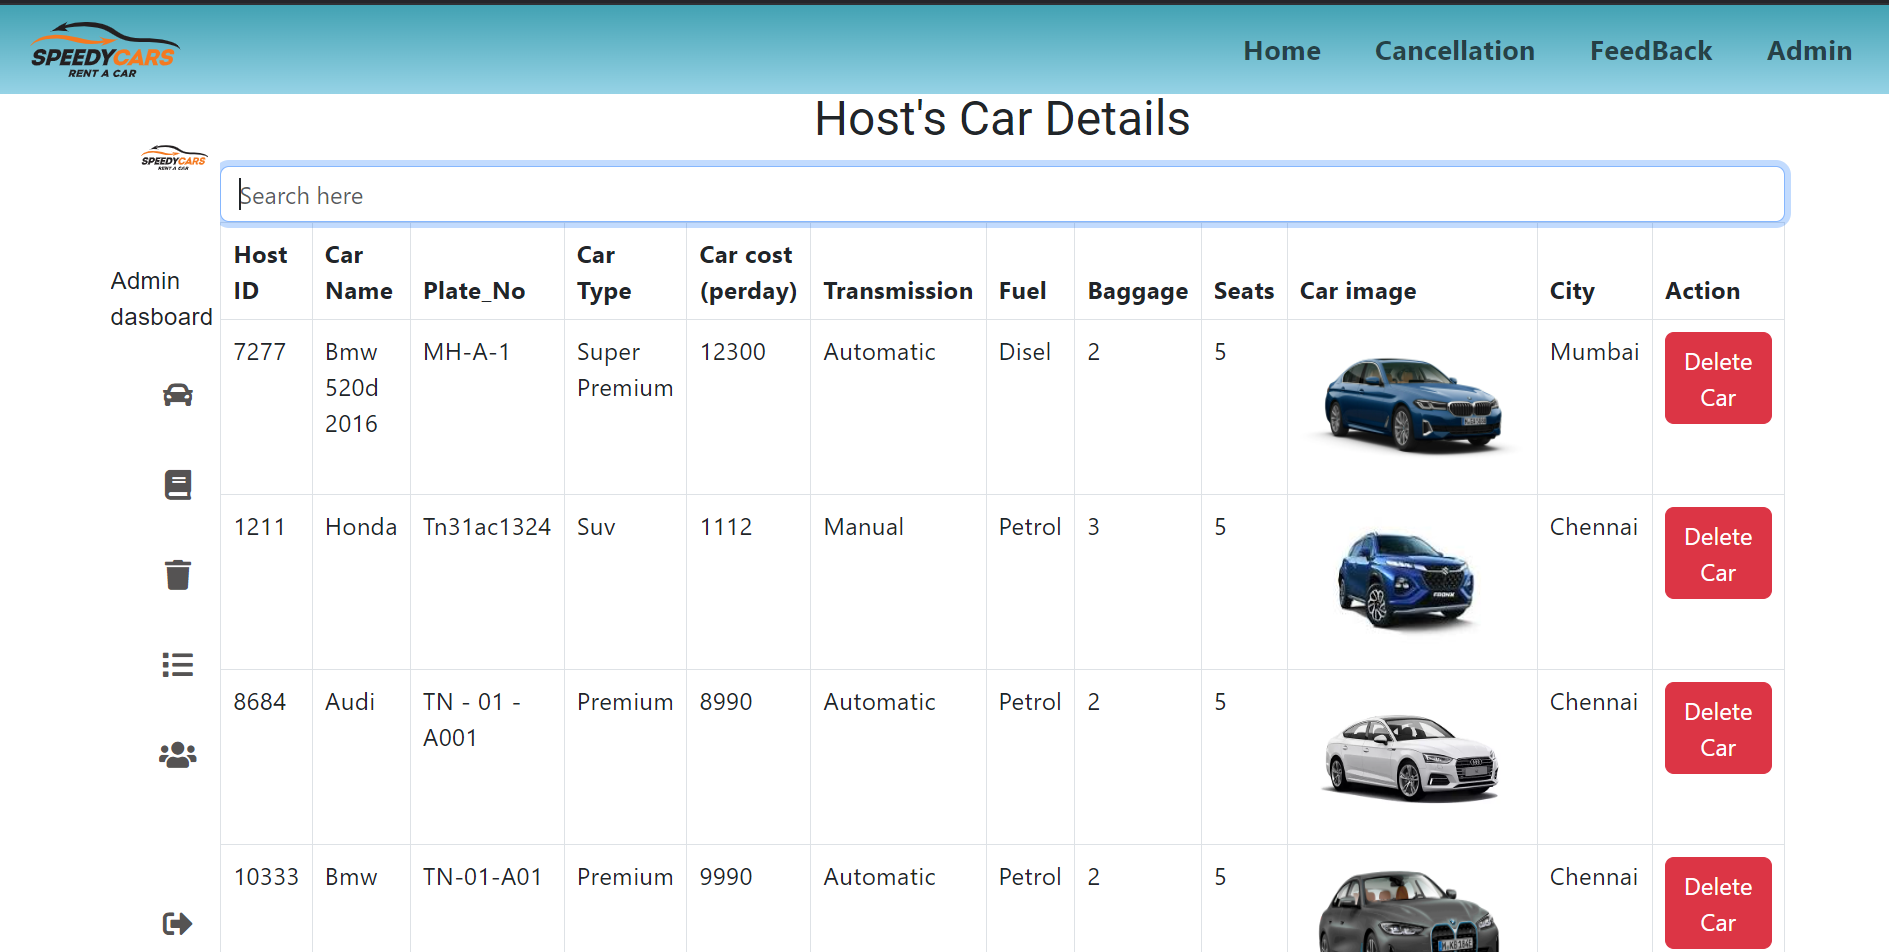 SPEEDYCARS
RENT A CAR
Home Cancellation FeedBack Admin
Host's Car Details
SPEEDYCARS
RENT A CAR
Search here
Admin
dasboard
Host ID Car Name Plate_No Car Type Car cost (perday) Transmission Fuel Baggage Seats Car image City Action
7277 Bmw 520d 2016 MH-A-1 Super Premium 12300 Automatic Disel 2 5 Mumbai Delete Car
1211 Honda Tn31ac1324 Suv 1112 Manual Petrol 3 5 FRONX Chennai Delete Car
8684 Audi TN - 01 - A001 Premium 8990 Automatic Petrol 2 5 Chennai Delete Car
10333 Bmw TN-01-A01 Premium 9990 Automatic Petrol 2 5 Chennai Delete Car